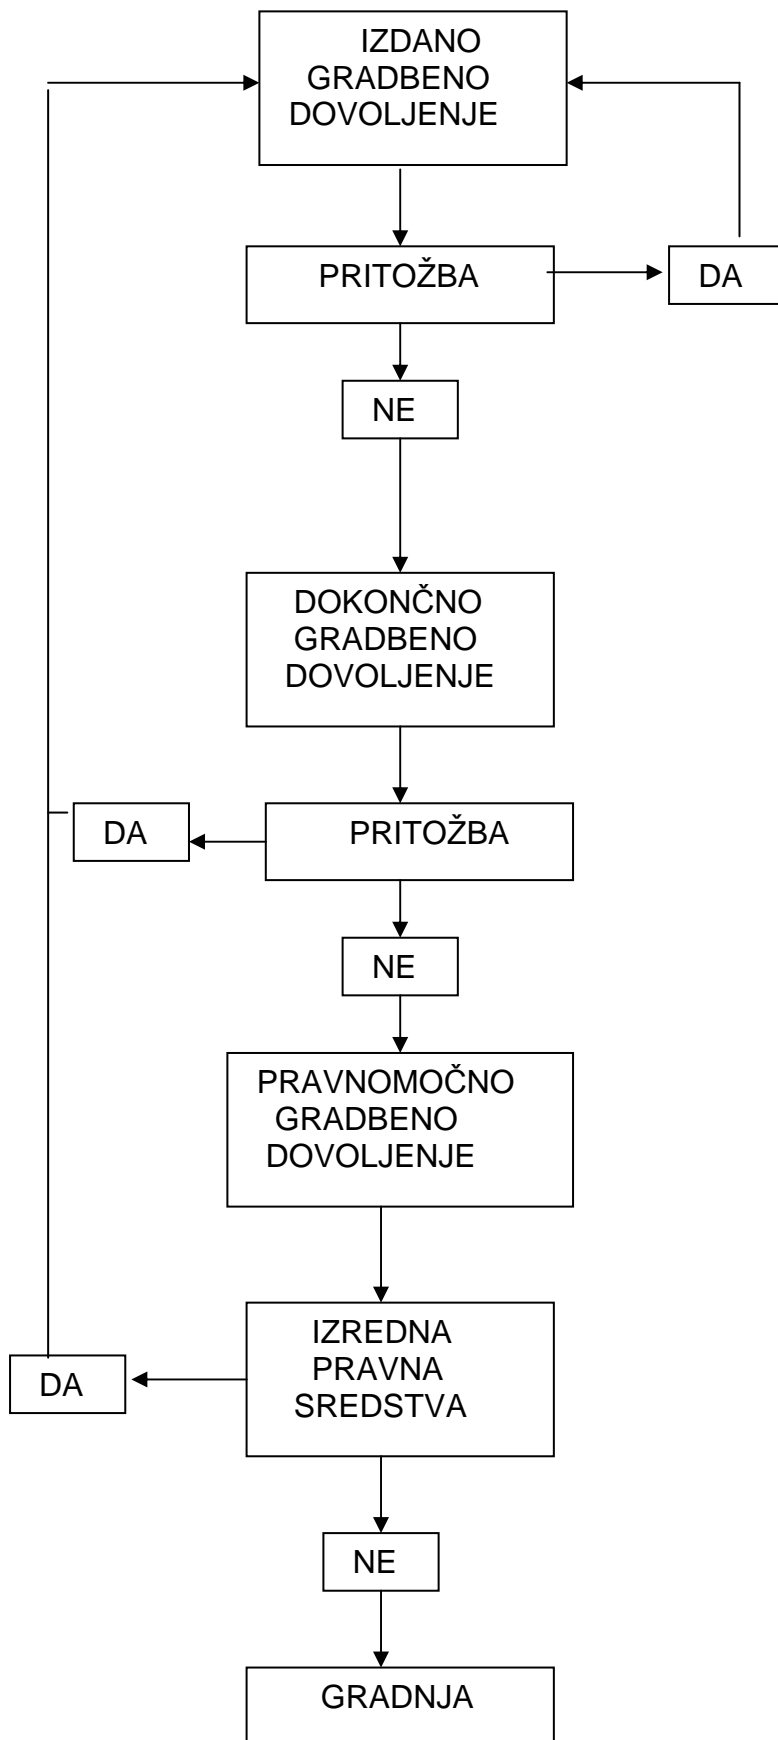 IZDANO
GRADBENO
DOVOLJENJE
PRITOŽBA
DA
NE
DOKONČNO
GRADBENO
DOVOLJENJE
DA
PRITOŽBA
NE
PRAVNOMOČNO
GRADBENO
DOVOLJENJE
IZREDNA
PRAVNA
SREDSTVA
DA
NE
GRADNJA